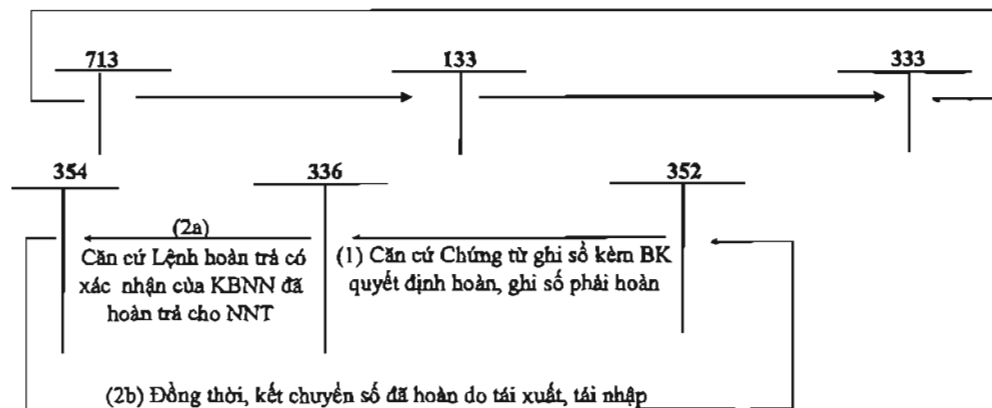 713 133 333
354 336 352
(2a)
Căn cứ Lệnh hoàn trả có
xác nhận của KBNN đã
hoàn trả cho NNT
(1) Căn cứ Chứng từ ghi sổ kèm BK
quyết định hoàn, ghi số phải hoàn
(2b) Đồng thời, kết chuyển số đã hoàn do tái xuất, tái nhập